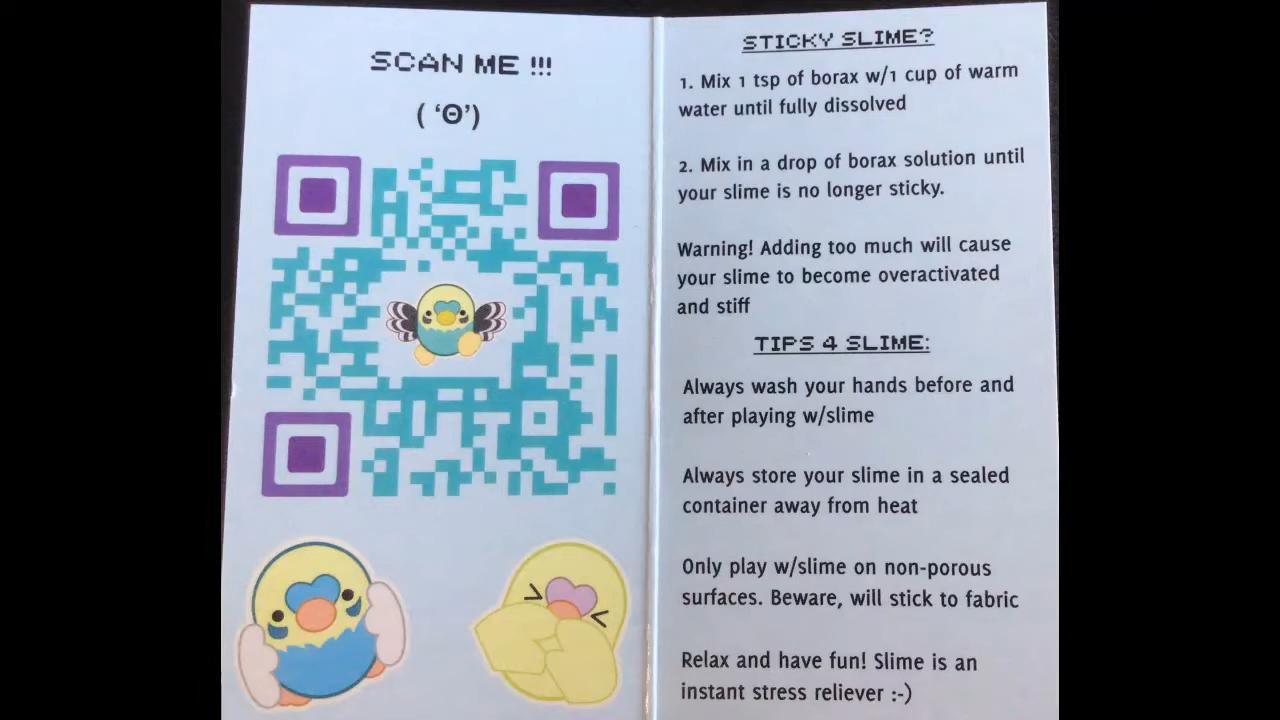 SCAN ME !!!
( ‘Θ’)
STICKY SLIME?
1. Mix 1 tsp of borax w/1 cup of warm
water until fully dissolved
2. Mix in a drop of borax solution until
your slime is no longer sticky.
Warning! Adding too much will cause
your slime to become overactivated
and stiff
TIPS 4 SLIME:
Always wash your hands before and
after playing w/slime
Always store your slime in a sealed
container away from heat
Only play w/slime on non-porous
surfaces. Beware, will stick to fabric
Relax and have fun! Slime is an
instant stress reliever :-)